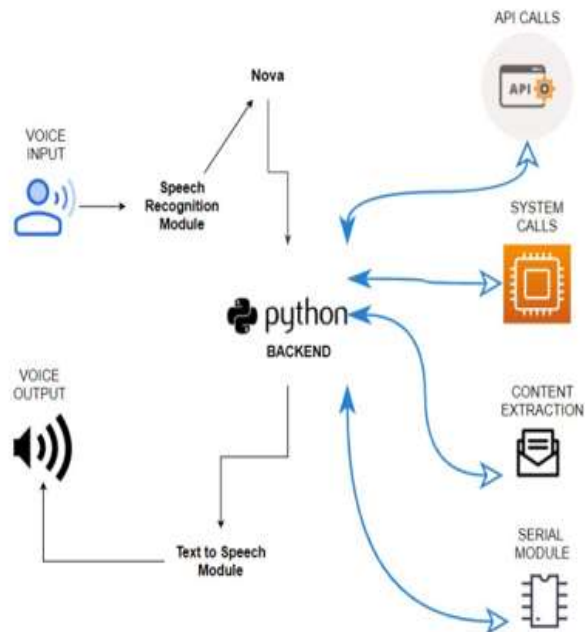 API CALLS
API
Nova
VOICE
INPUT
Speech
Recognition
Module
SYSTEM
CALLS
python
BACKEND
VOICE
OUTPUT
CONTENT
EXTRACTION
Text to Speech
Module
SERIAL
MODULE